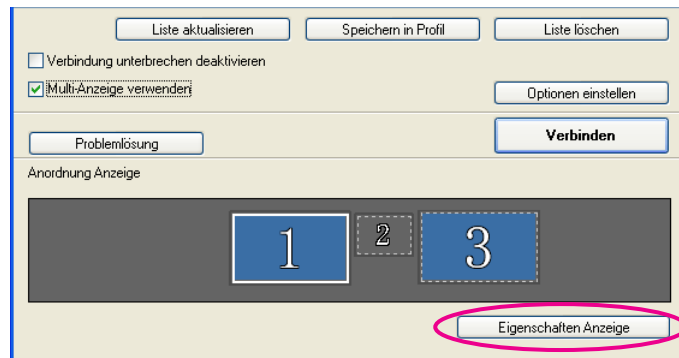 Liste aktualisieren Speichern in Profil Liste löschen
Verbindung unterbrechen deaktivieren
Multi-Anzeige verwenden
Optionen einstellen
Problemlösung Verbinden
Anordnung Anzeige
1 2 3
Eigenschaften Anzeige